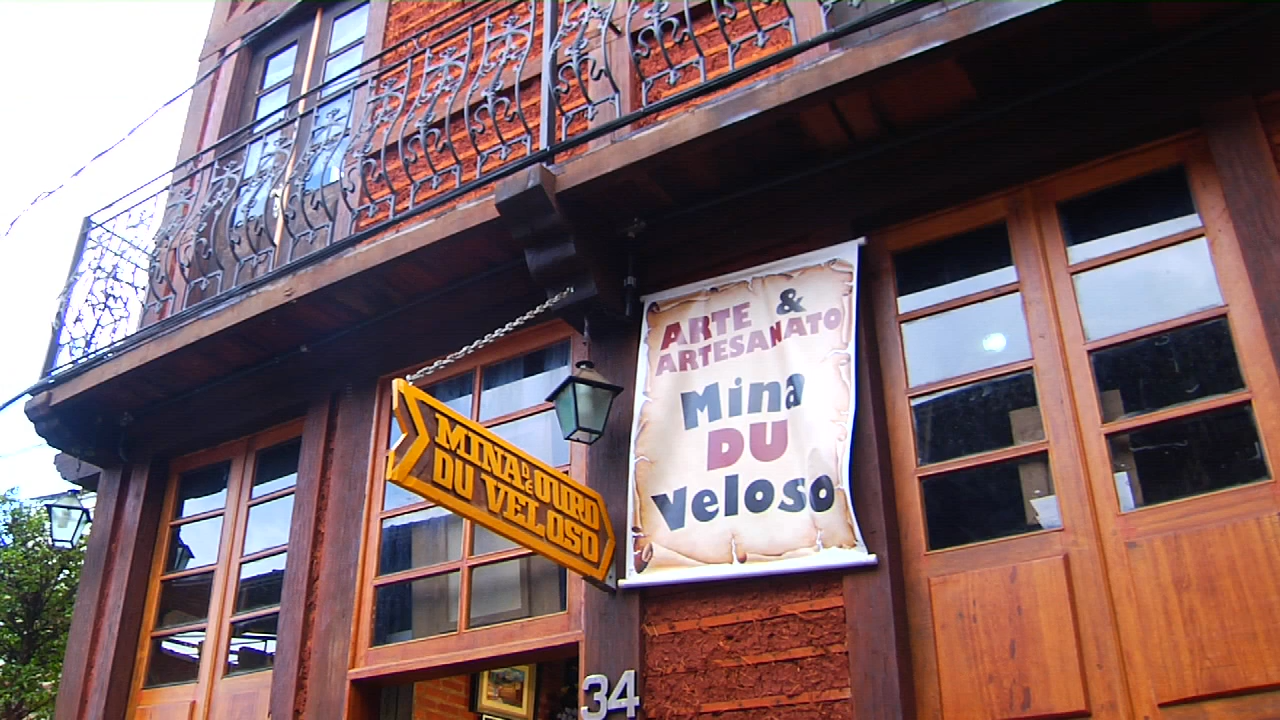 MINA DE OURO
DU VELOSO
ARTE &
ARTESANATO
Mina
DU
Veloso
34